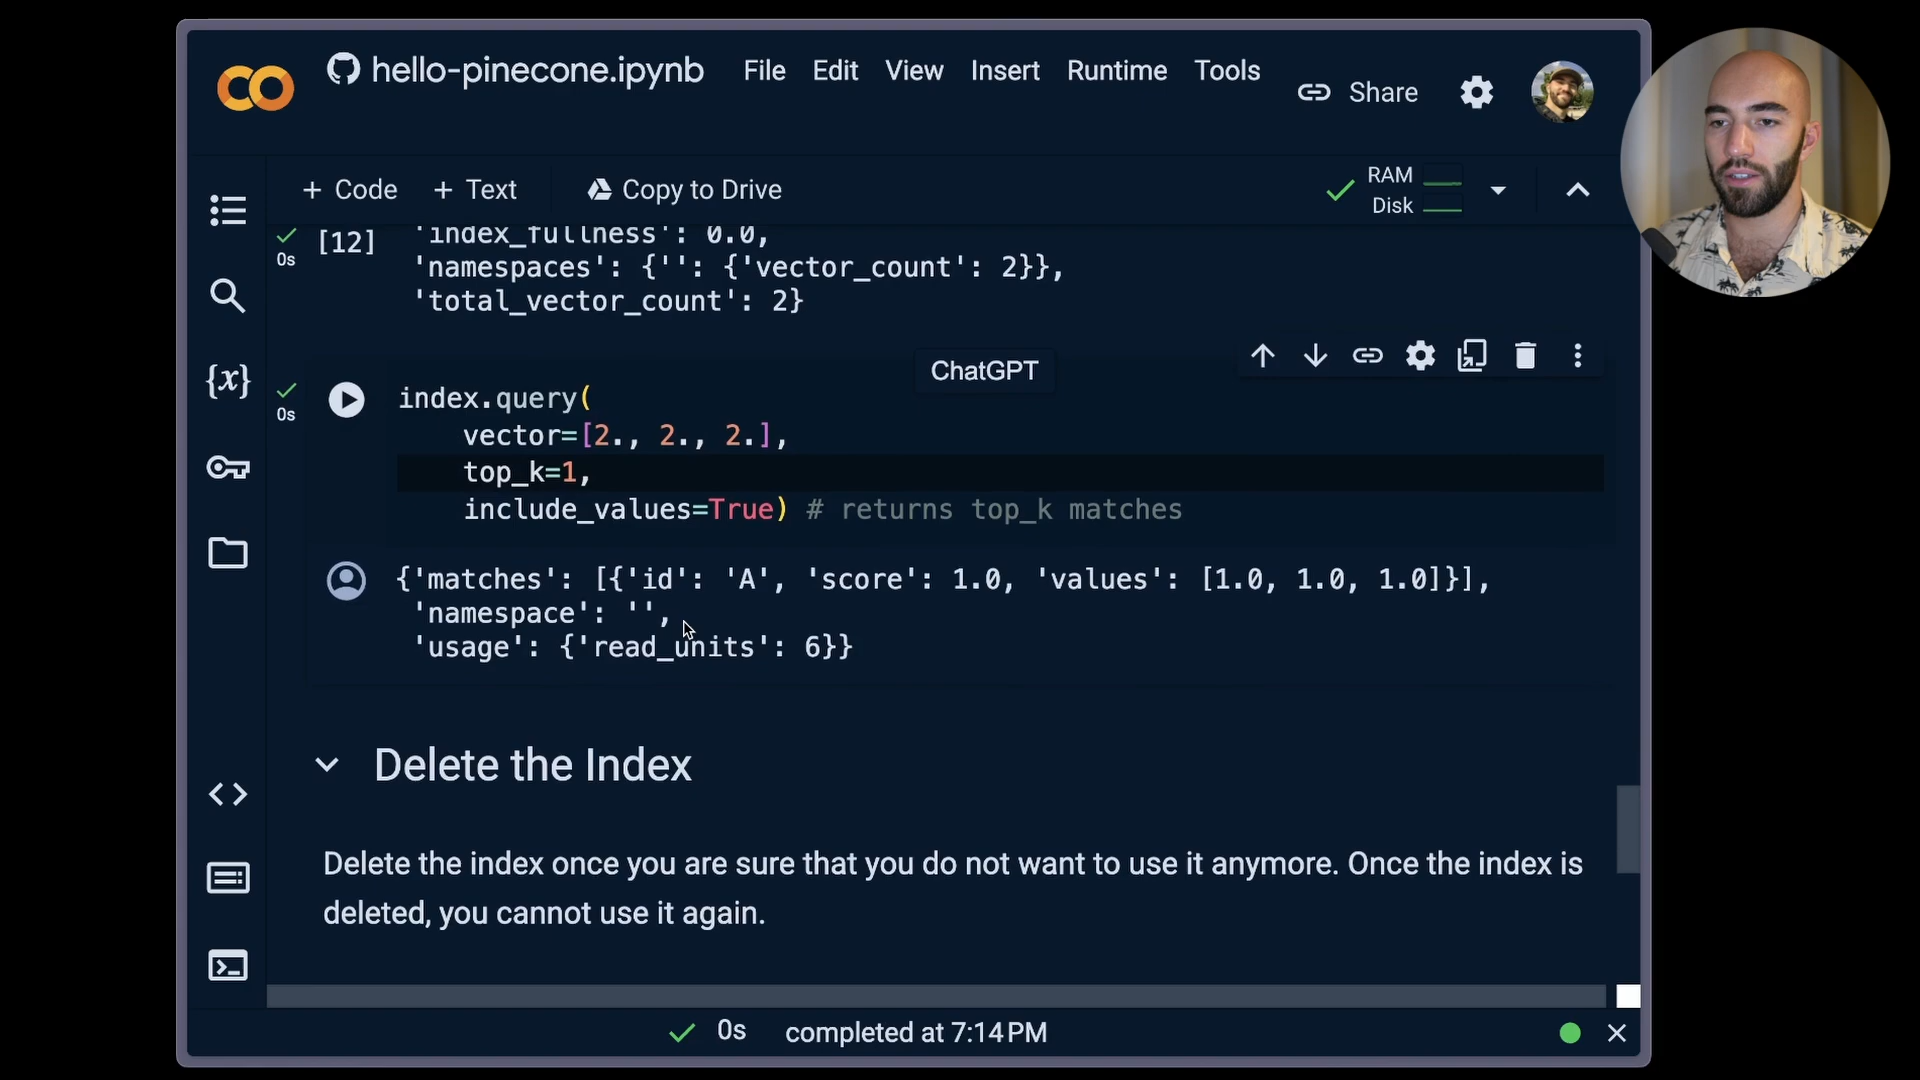 hello-pinecone.ipynb File Edit View Insert Runtime Tools
Share
+ Code + Text Copy to Drive
RAM
Disk
0s [12] 'index_fullness': 0.0,
'namespaces': {'': {'vector_count': 2}},
'total_vector_count': 2}
ChatGPT
{x}
0s
index.query(
vector=[2., 2., 2.],
top_k=1,
include_values=True) # returns top_k matches
{'matches': [{'id': 'A', 'score': 1.0, 'values': [1.0, 1.0, 1.0]}],
'namespace': '',
'usage': {'read_units': 6}}
Delete the Index
Delete the index once you are sure that you do not want to use it anymore. Once the index is
deleted, you cannot use it again.
0s completed at 7:14 PM